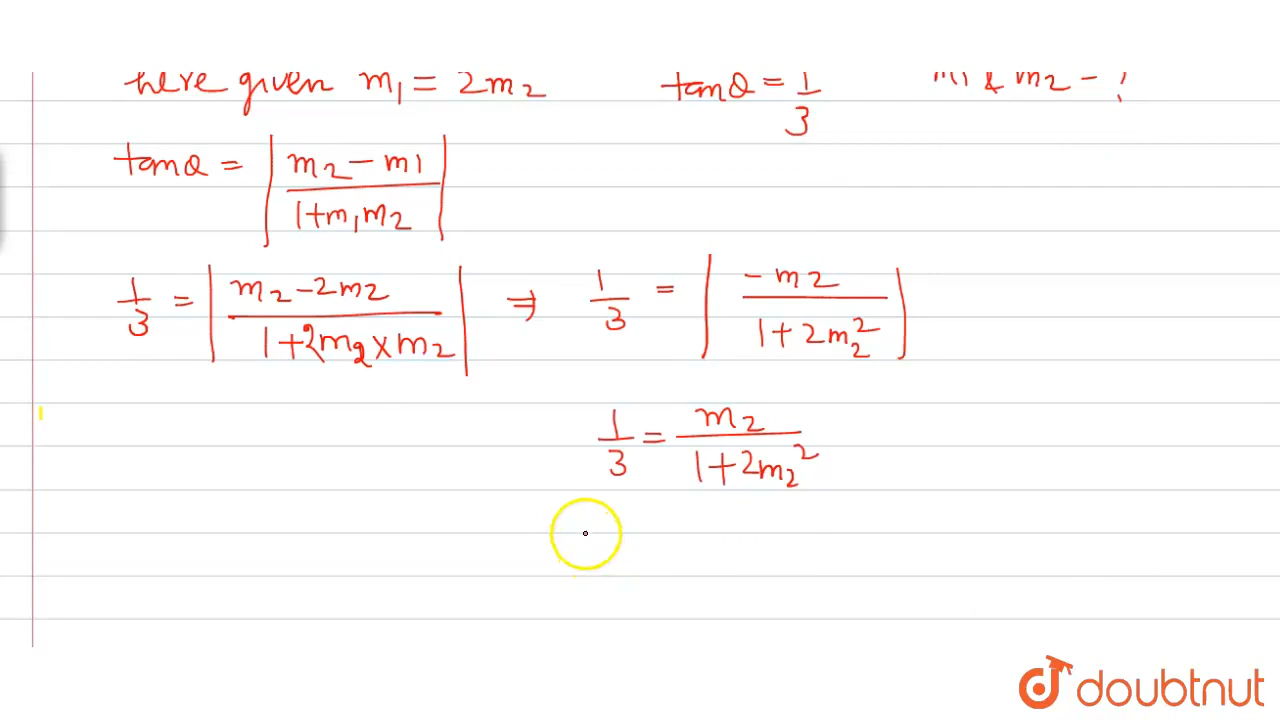 here given m₁ = 2m₂ tanθ = 1/3 m1 & m2 = ?
tanθ = | (m₂ - m1)/(1+m₁m₂) |
1/3 = | (m₂ - 2m₂)/(1+2m₂×m₂) | ⇒ 1/3 = | (-m₂)/(1+2m₂²) |
1/3 = m₂/(1+2m₂²)
doubtnut